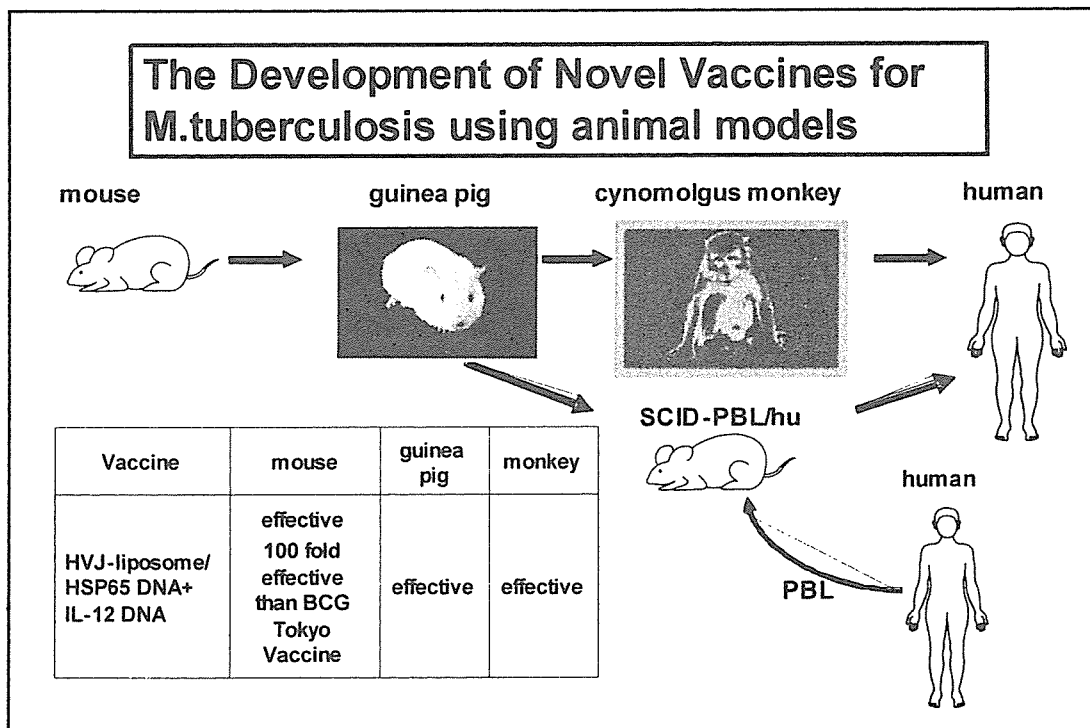 The Development of Novel Vaccines for
M.tuberculosis using animal models
mouse
guinea pig
cynomolgus monkey
human
SCID-PBL/hu
human
PBL
Vaccine
mouse
guinea
pig
monkey
HVJ-liposome/
HSP65 DNA+
IL-12 DNA
effective
100 fold
effective
than BCG
Tokyo
Vaccine
effective
effective